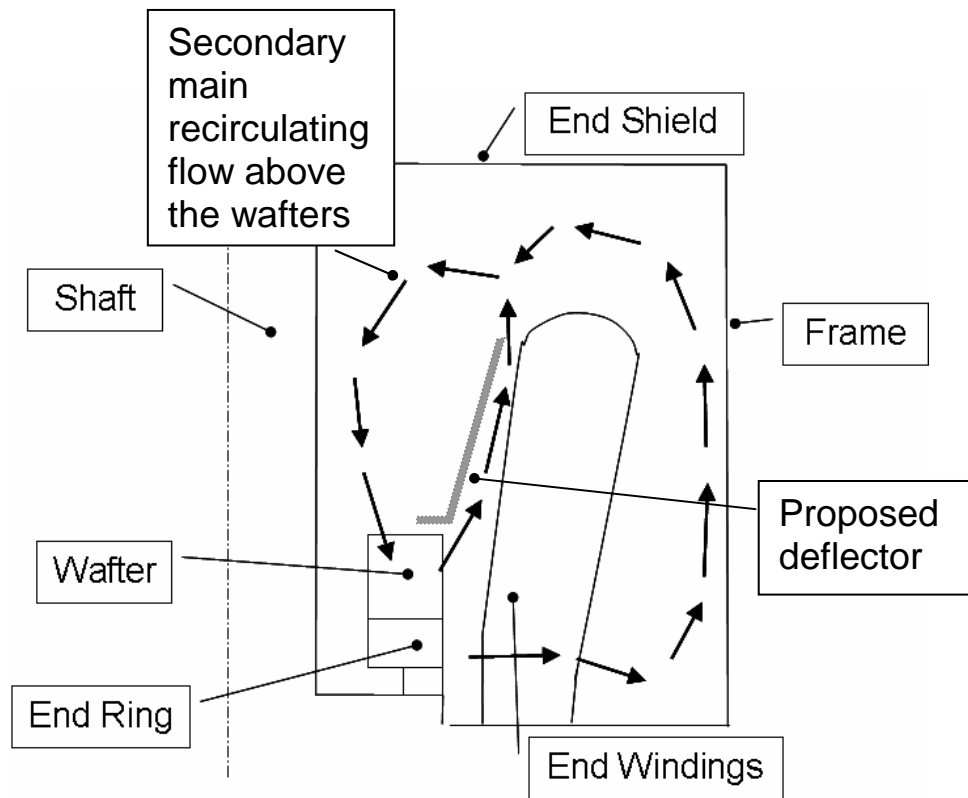 Secondary
main
recirculating
flow above
the wafters
End Shield
Shaft
Frame
Proposed
deflector
Wafter
End Ring
End Windings